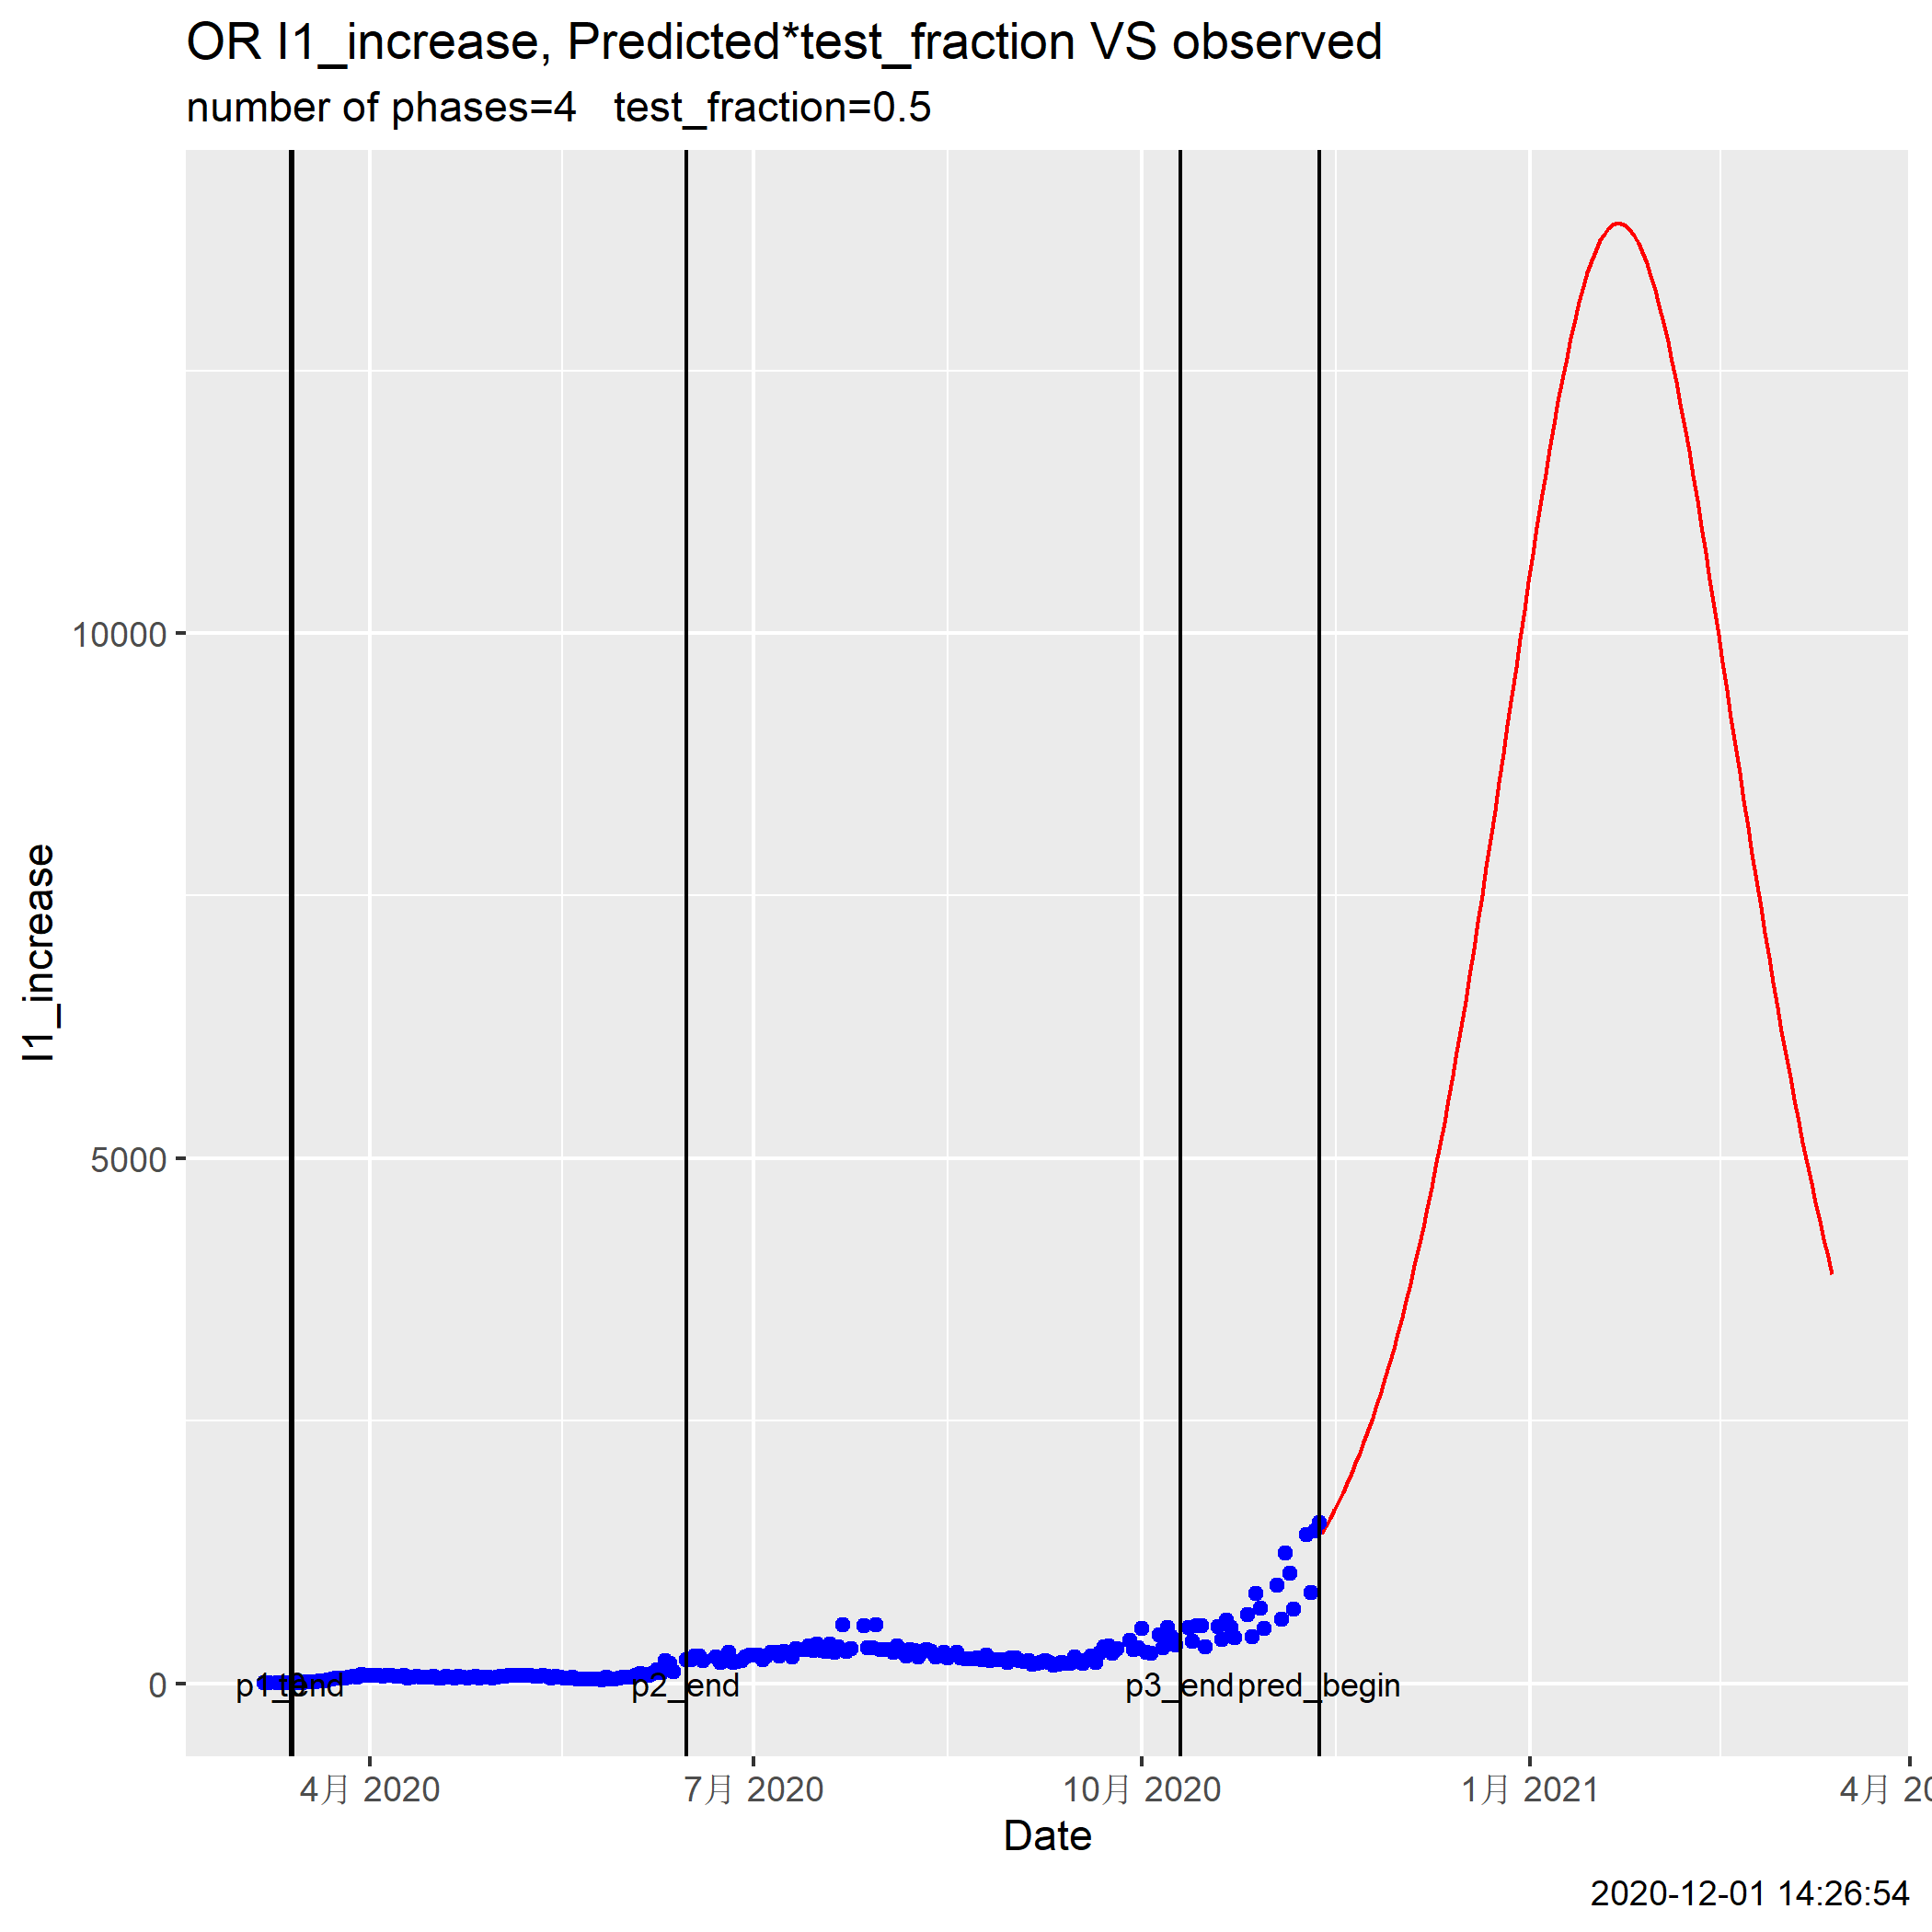 OR I1_increase, Predicted*test_fraction VS observed
number of phases=4 test_fraction=0.5
I1_increase
10000
5000
0
p1_end
p2_end
p3_end
pred_begin
4月 2020
7月 2020
10月 2020
1月 2021
4月 20
Date
2020-12-01 14:26:54